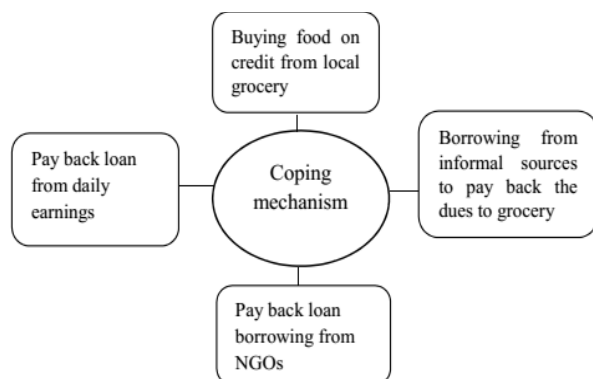 Buying food on
credit from local
grocery
Pay back loan
from daily
earnings
Coping
mechanism
Borrowing from
informal sources
to pay back the
dues to grocery
Pay back loan
borrowing from
NGOs